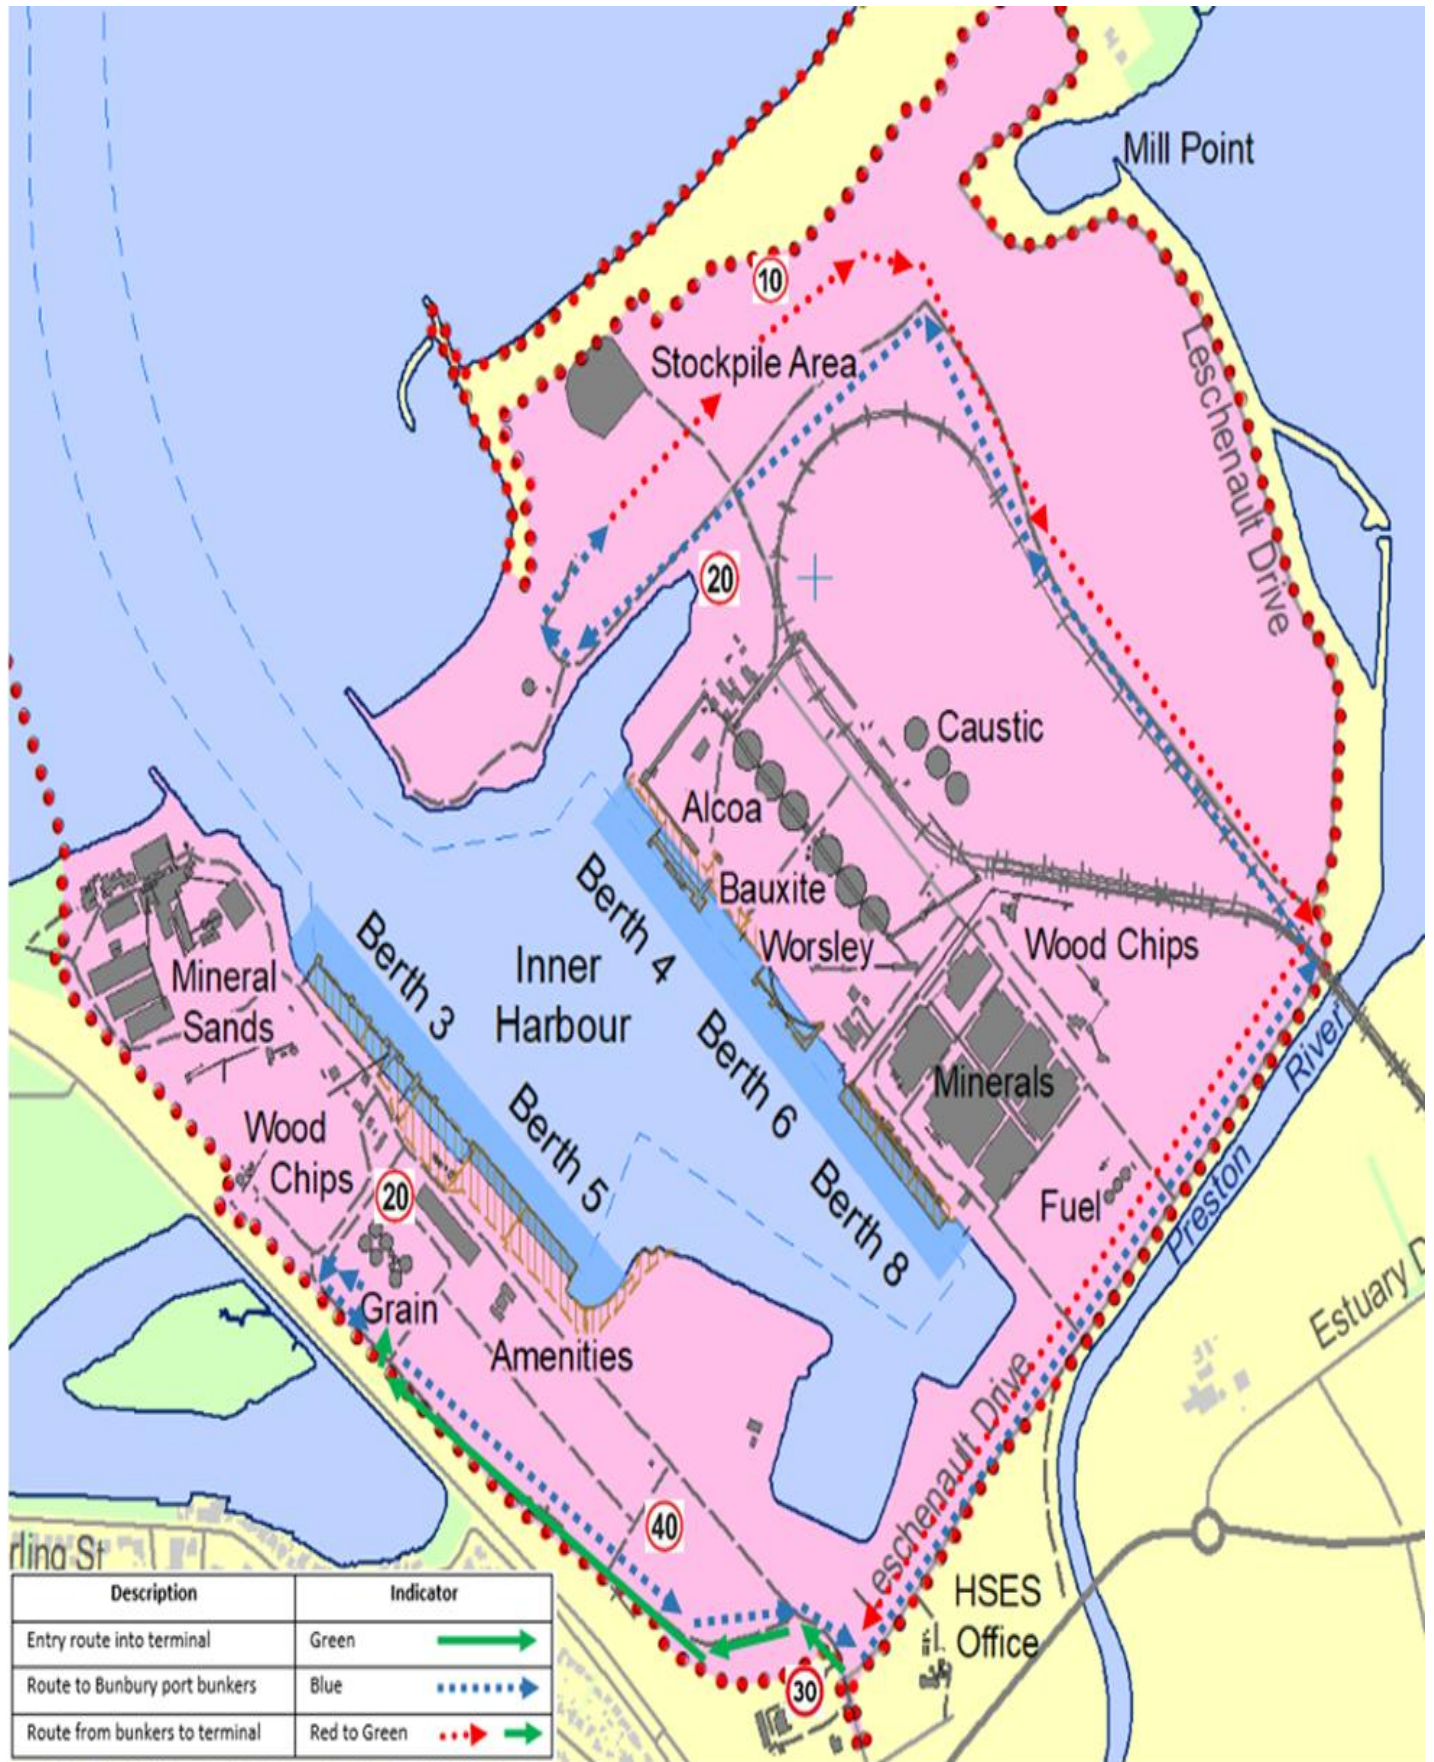 Mill Point
10
Leschenault Drive
Stockpile Area
20
Caustic
Alcoa
Bauxite
Worsley
Berth 4
Berth 3
Inner
Harbour
Wood Chips
Mineral
Sands
Berth 6
Berth 5
Minerals
River
Wood
Chips
20
Preston
Fuel
Berth 8
Estuary D
Grain
Amenities
Leschenault Drive
40
HSES
Office
30
rling St
Description Indicator
Entry route into terminal Green
Route to Bunbury port bunkers Blue
Route from bunkers to terminal Red to Green